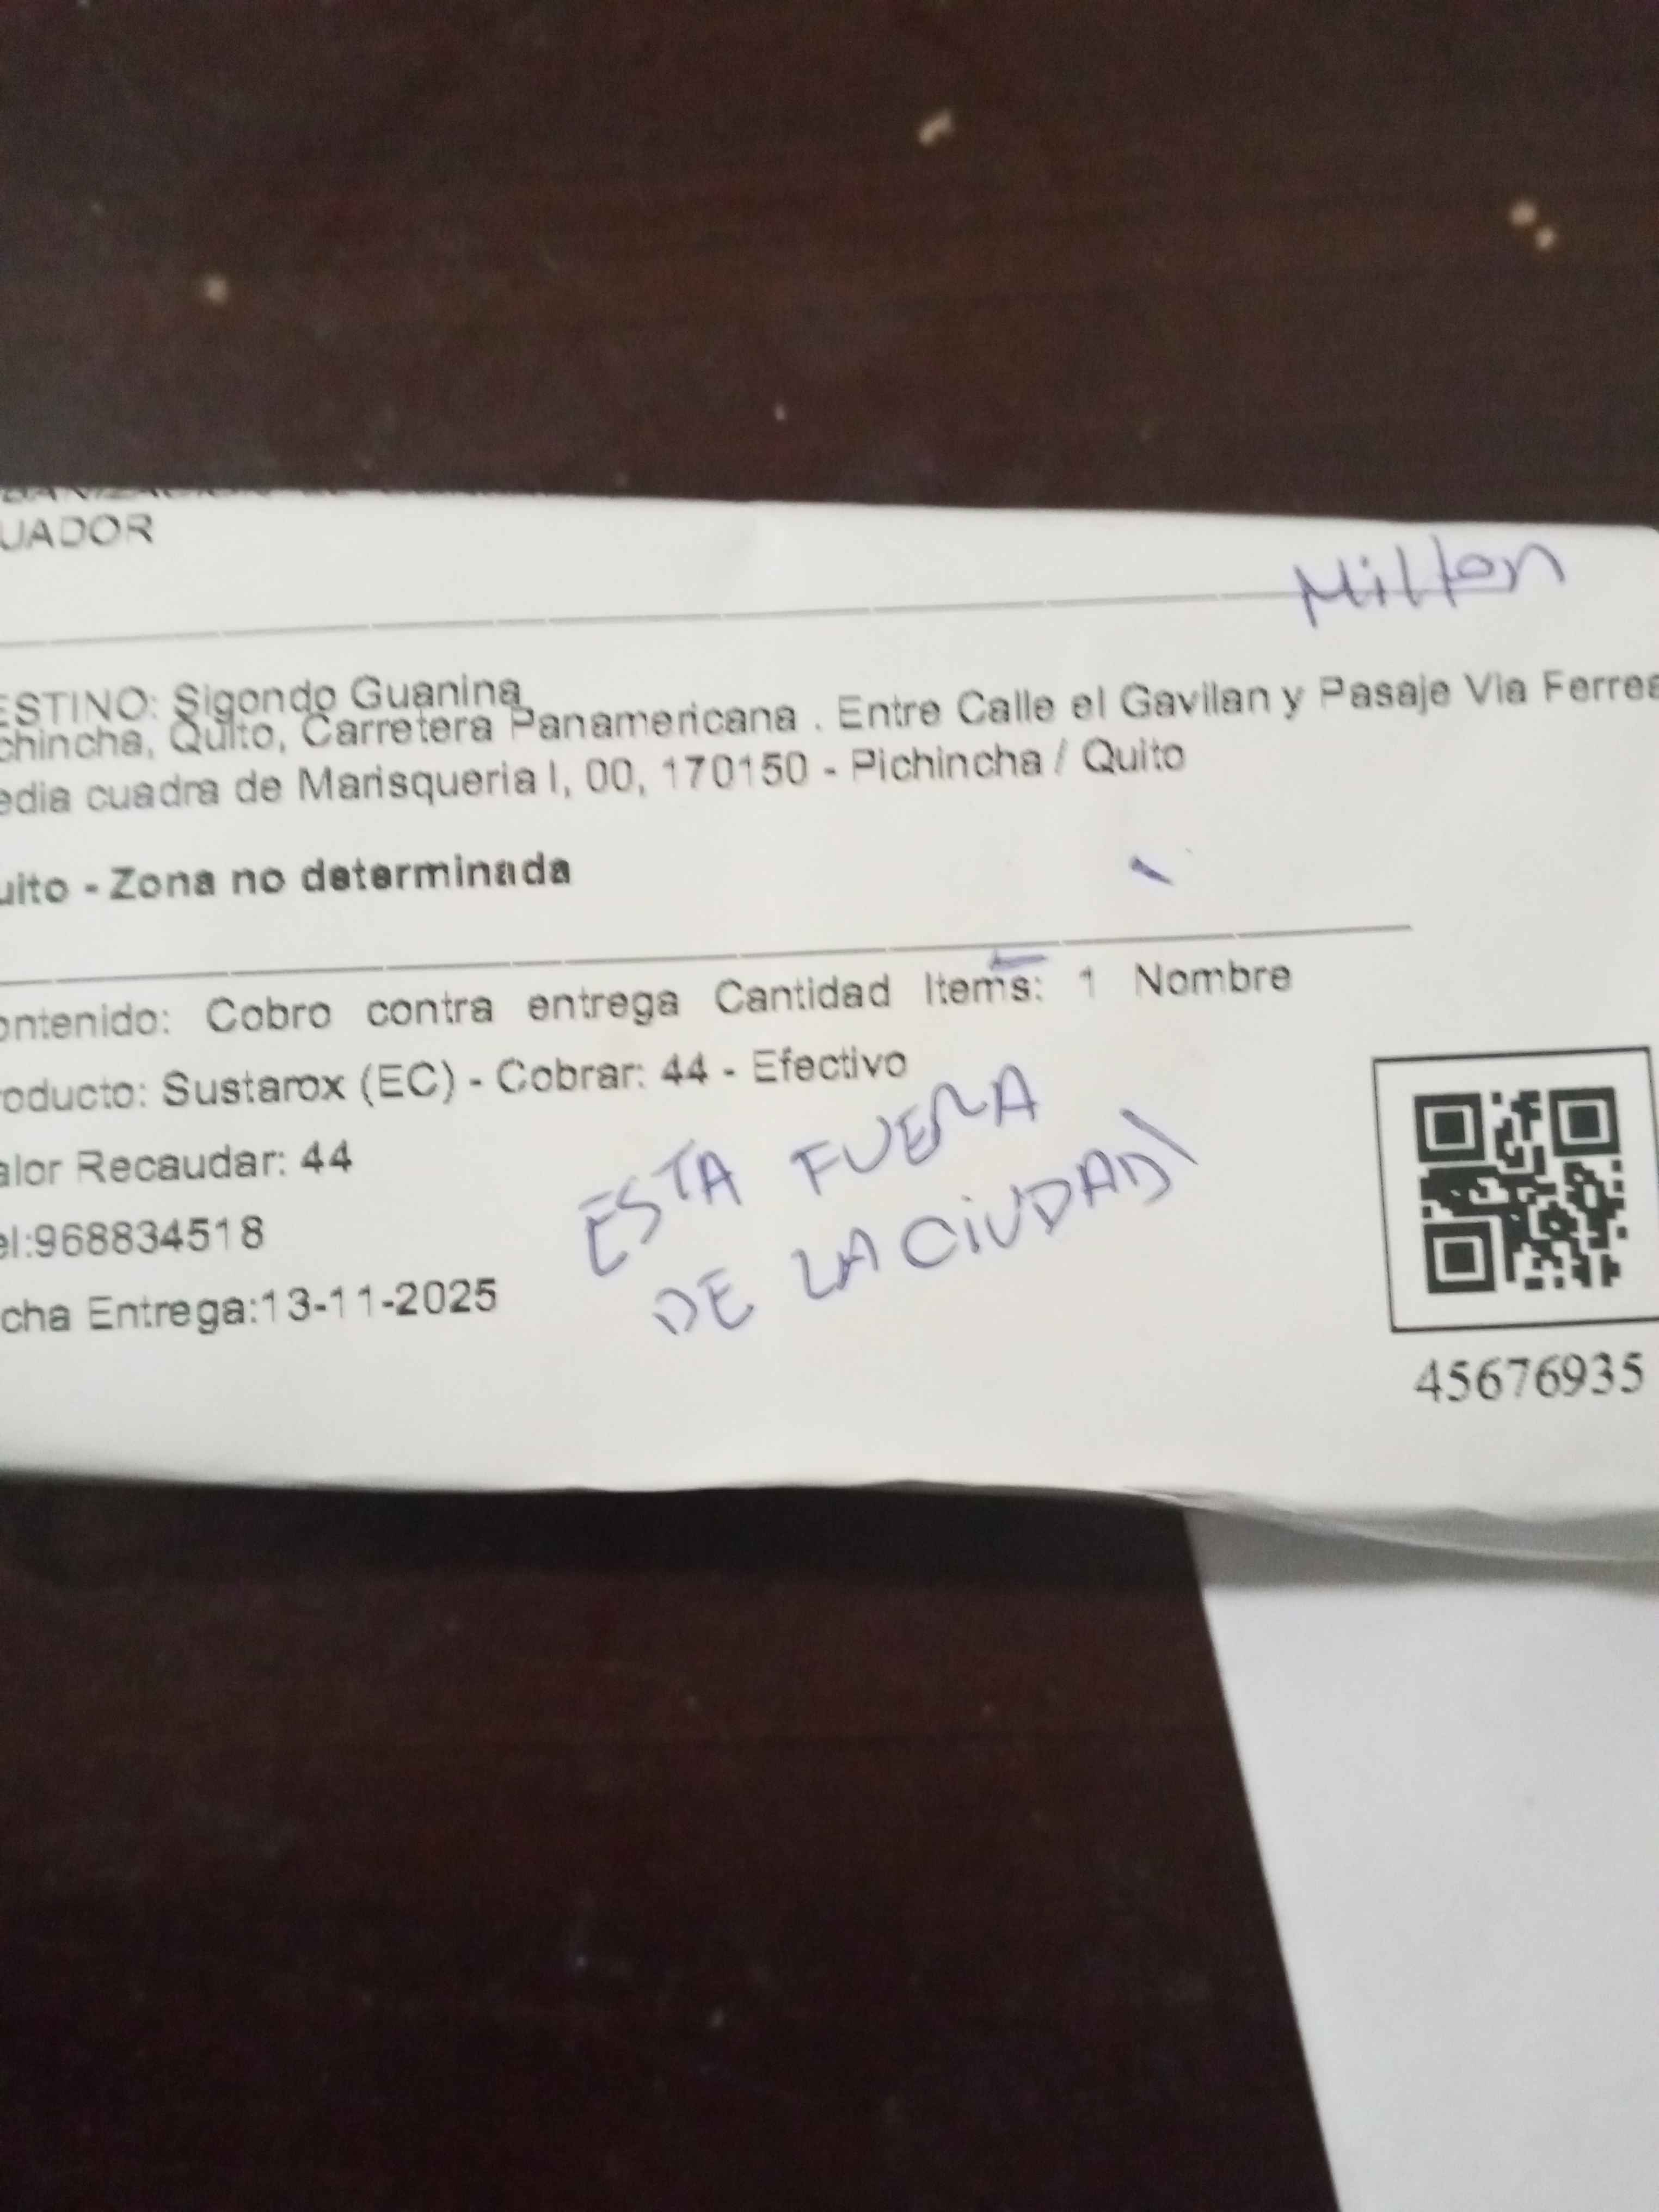 UADOR
Milton
ESTINO: Sigondo Guanina
chincha, Quito, Carretera Panamericana . Entre Calle el Gavilan y Pasaje Via Ferrea
edia cuadra de Marisqueria I, 00, 170150 - Pichincha / Quito
uito - Zona no determinada
ontenido: Cobro contra entrega Cantidad Items: 1 Nombre
roducto: Sustarox (EC) - Cobrar: 44 - Efectivo
alor Recaudar: 44
el:968834518
cha Entrega:13-11-2025
ESTA FUERA
DE LA CIUDAD
45676935